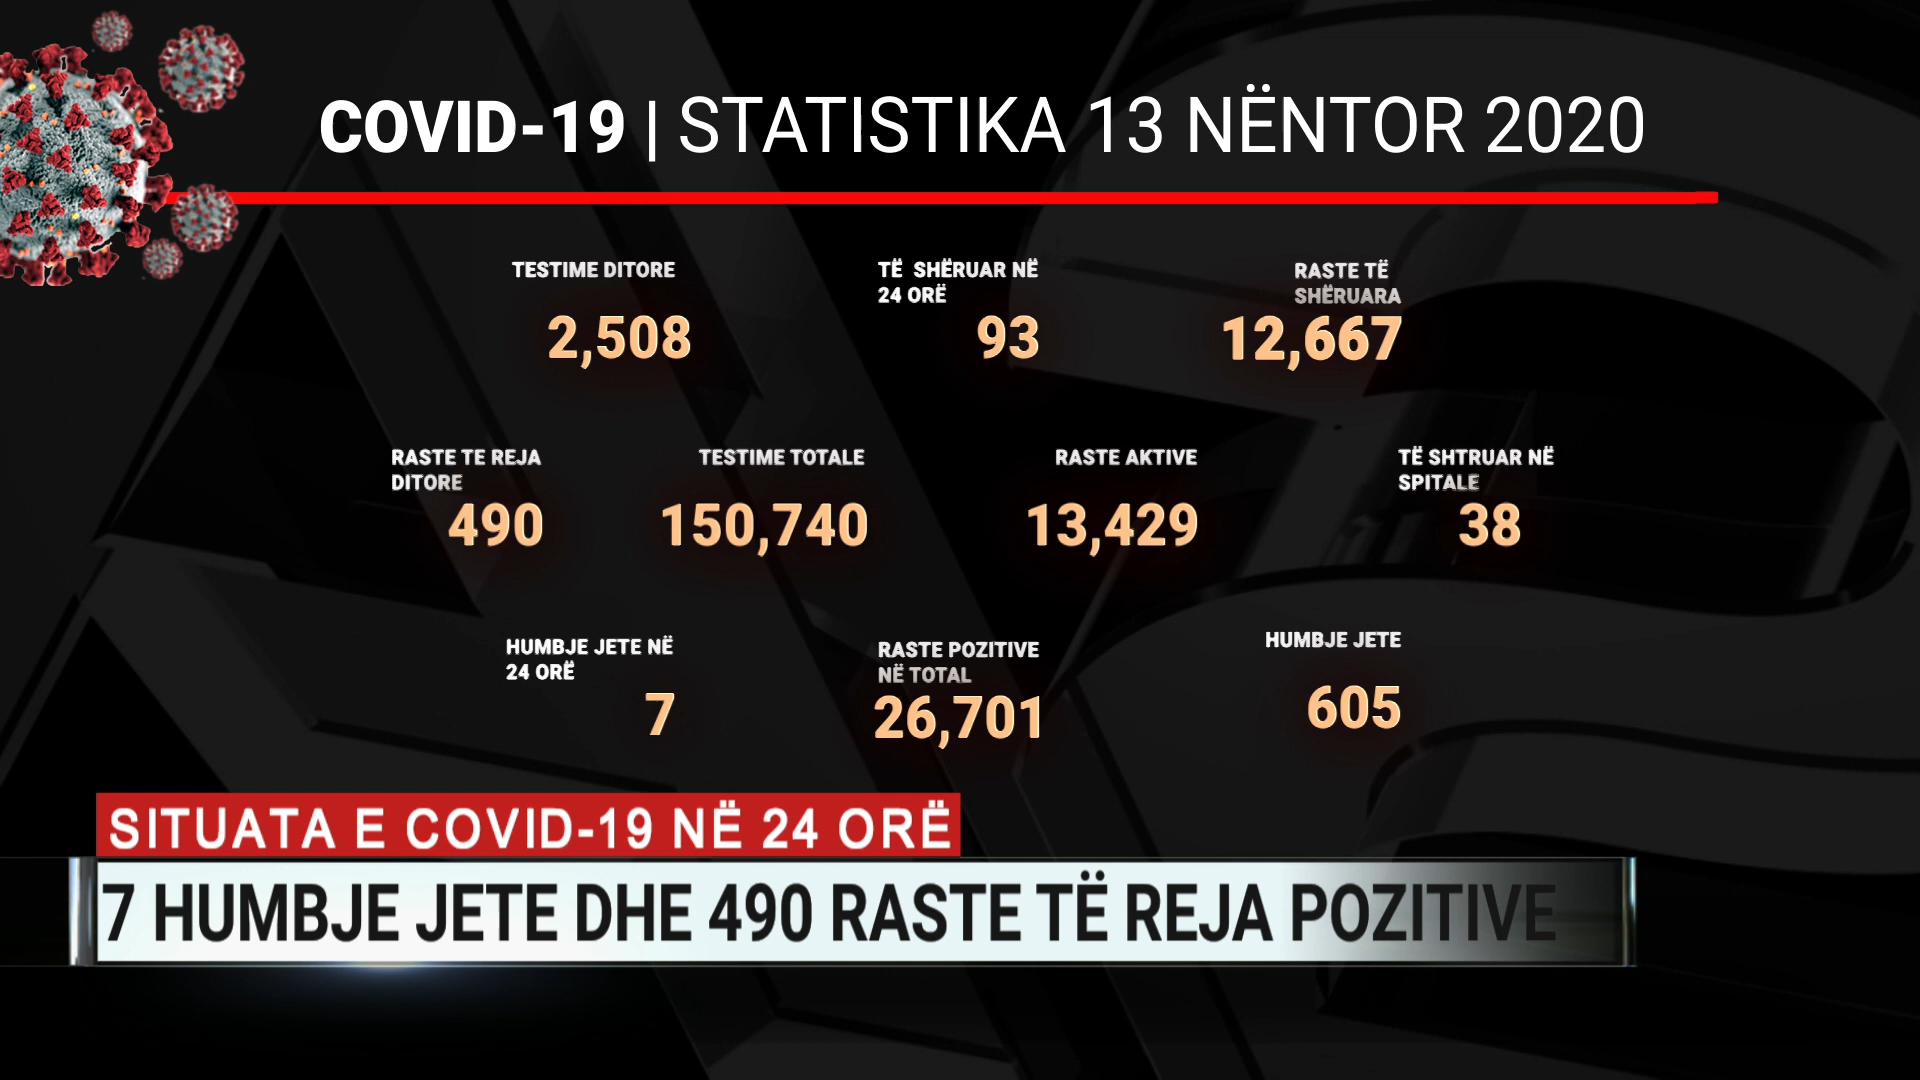 COVID-19 | STATISTIKA 13 NËNTOR 2020
TESTIME DITORE
2,508
TË SHËRUAR NË
24 ORË
93
RASTE TË
SHËRUARA
12,667
RASTE TE REJA
DITORE
490
TESTIME TOTALE
150,740
RASTE AKTIVE
13,429
TË SHTRUAR NË
SPITALE
38
HUMBJE JETE NË
24 ORË
7
RASTE POZITIVE
NË TOTAL
26,701
HUMBJE JETE
605
SITUATA E COVID-19 NË 24 ORË
7 HUMBJE JETE DHE 490 RASTE TË REJA POZITIVE